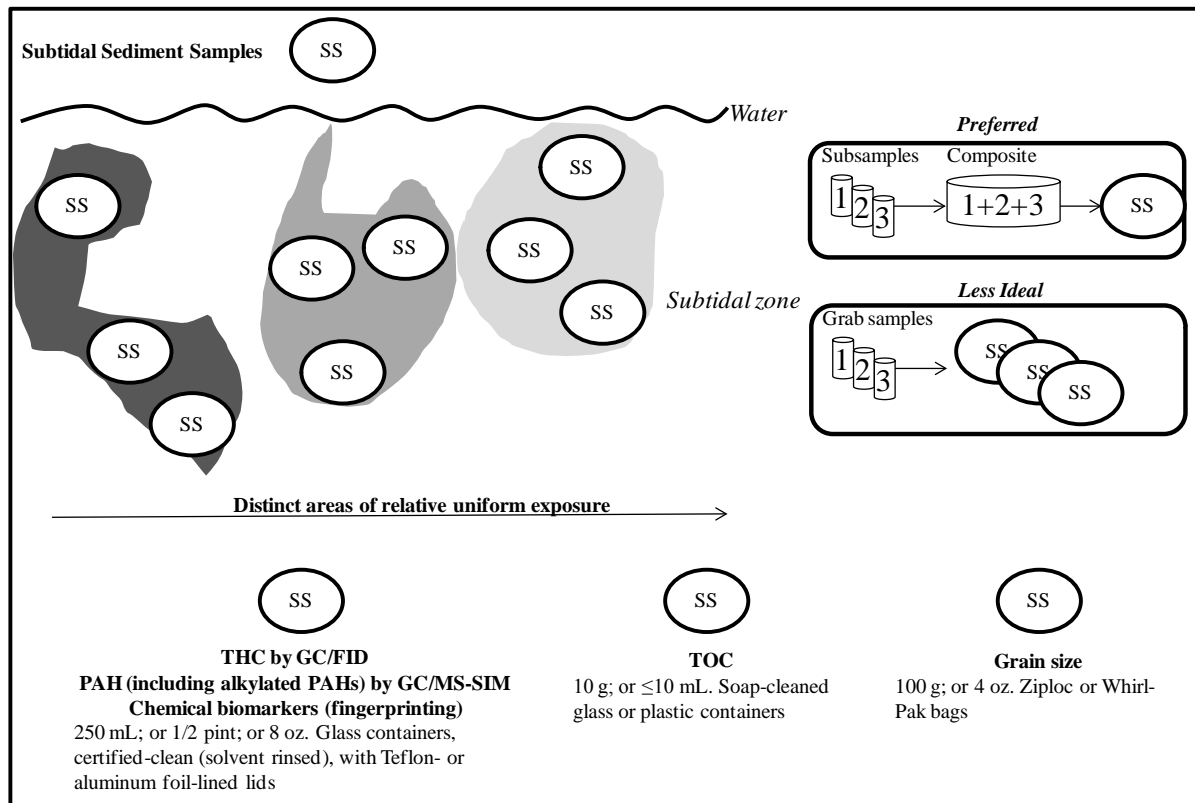 Subtidal Sediment Samples
SS
Water
SS
SS
SS
SS
SS
SS
SS
SS
SS
Subtidal zone
Preferred
Subsamples
Composite
1
2
3
1+2+3
SS
Less Ideal
Grab samples
1
2
3
SS
SS
SS
Distinct areas of relative uniform exposure
SS
THC by GC/FID
PAH (including alkylated PAHs) by GC/MS-SIM
Chemical biomarkers (fingerprinting)
250 mL; or 1/2 pint; or 8 oz. Glass containers,
certified-clean (solvent rinsed), with Teflon- or
aluminum foil-lined lids
SS
TOC
10 g; or ≤10 mL. Soap-cleaned
glass or plastic containers
SS
Grain size
100 g; or 4 oz. Ziploc or Whirl-
Pak bags